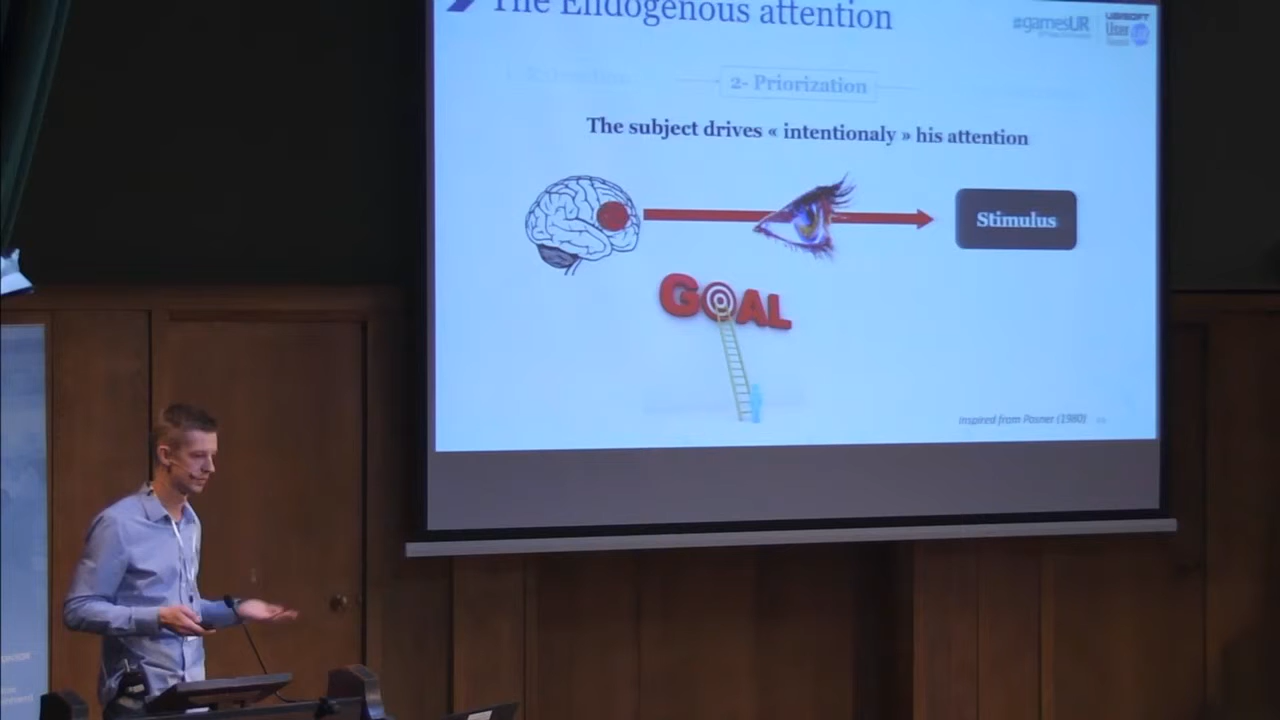 The Endogenous attention
#gamesUR
UBISOFT
User
2- Priorization
The subject drives « intentionaly » his attention
Stimulus
GOAL
Inspired from Posner (1980)